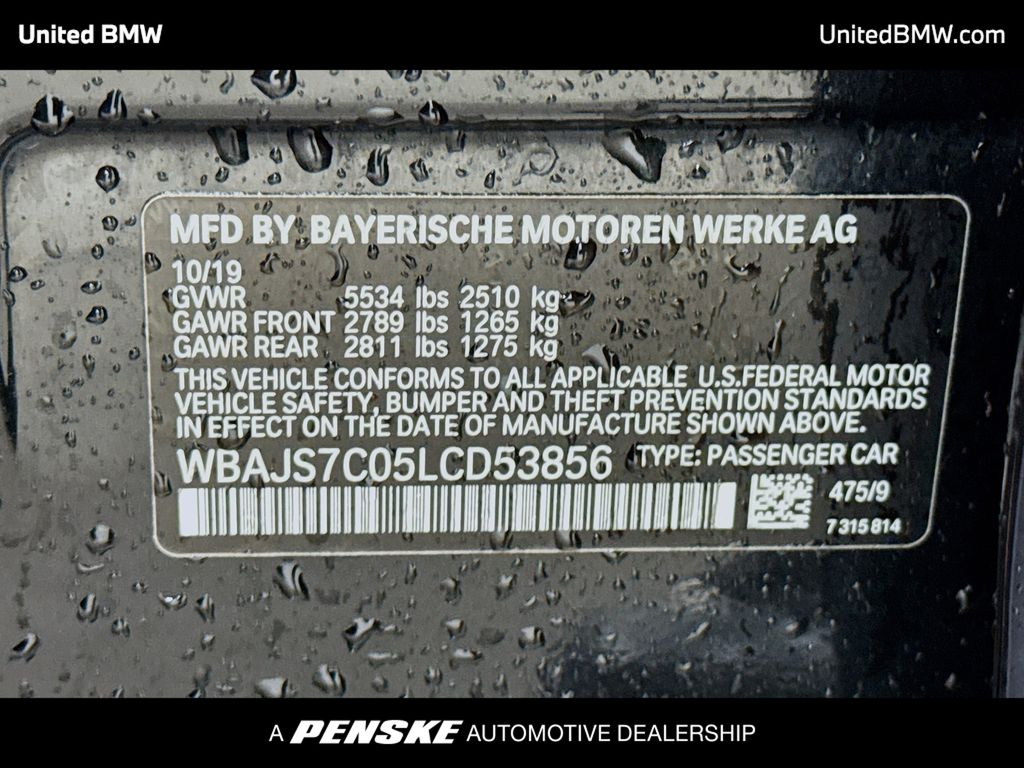 United BMW
UnitedBMW.com
MFD BY BAYERISCHE MOTOREN WERKE AG
10/19
GVWR 5534 lbs 2510 kg
GAWR FRONT 2789 lbs 1265 kg
GAWR REAR 2811 lbs 1275 kg
THIS VEHICLE CONFORMS TO ALL APPLICABLE U.S.FEDERAL MOTOR
VEHICLE SAFETY, BUMPER AND THEFT PREVENTION STANDARDS
IN EFFECT ON THE DATE OF MANUFACTURE SHOWN ABOVE.
WBAJS7C05LCD53856 TYPE: PASSENGER CAR
475/9
7315814
A PENSKE AUTOMOTIVE DEALERSHIP